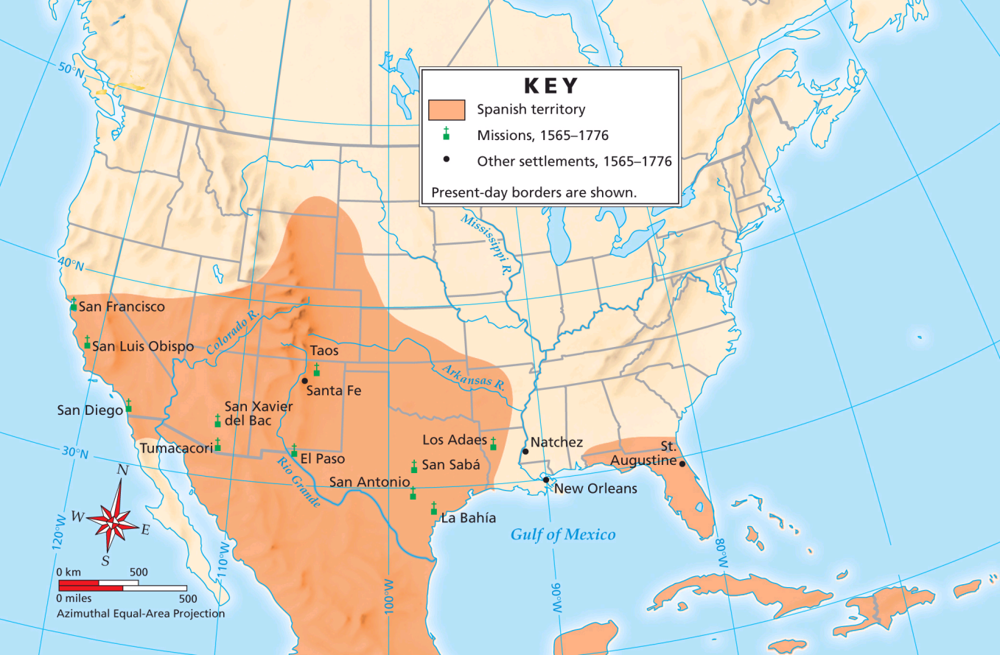 KEY
Spanish territory
Missions, 1565–1776
Other settlements, 1565–1776
Present-day borders are shown.
50°N
40°N
30°N
120°W
110°W
100°W
90°W
80°W
Mississippi R.
Colorado R.
Arkansas R.
Rio Grande
Gulf of Mexico
San Francisco
San Luis Obispo
San Diego
Taos
Santa Fe
San Xavier
del Bac
Tumacacori
El Paso
Los Adaes
San Sabá
San Antonio
La Bahía
Natchez
New Orleans
St.
Augustine
N
W
E
S
0 km 500
0 miles 500
Azimuthal Equal-Area Projection